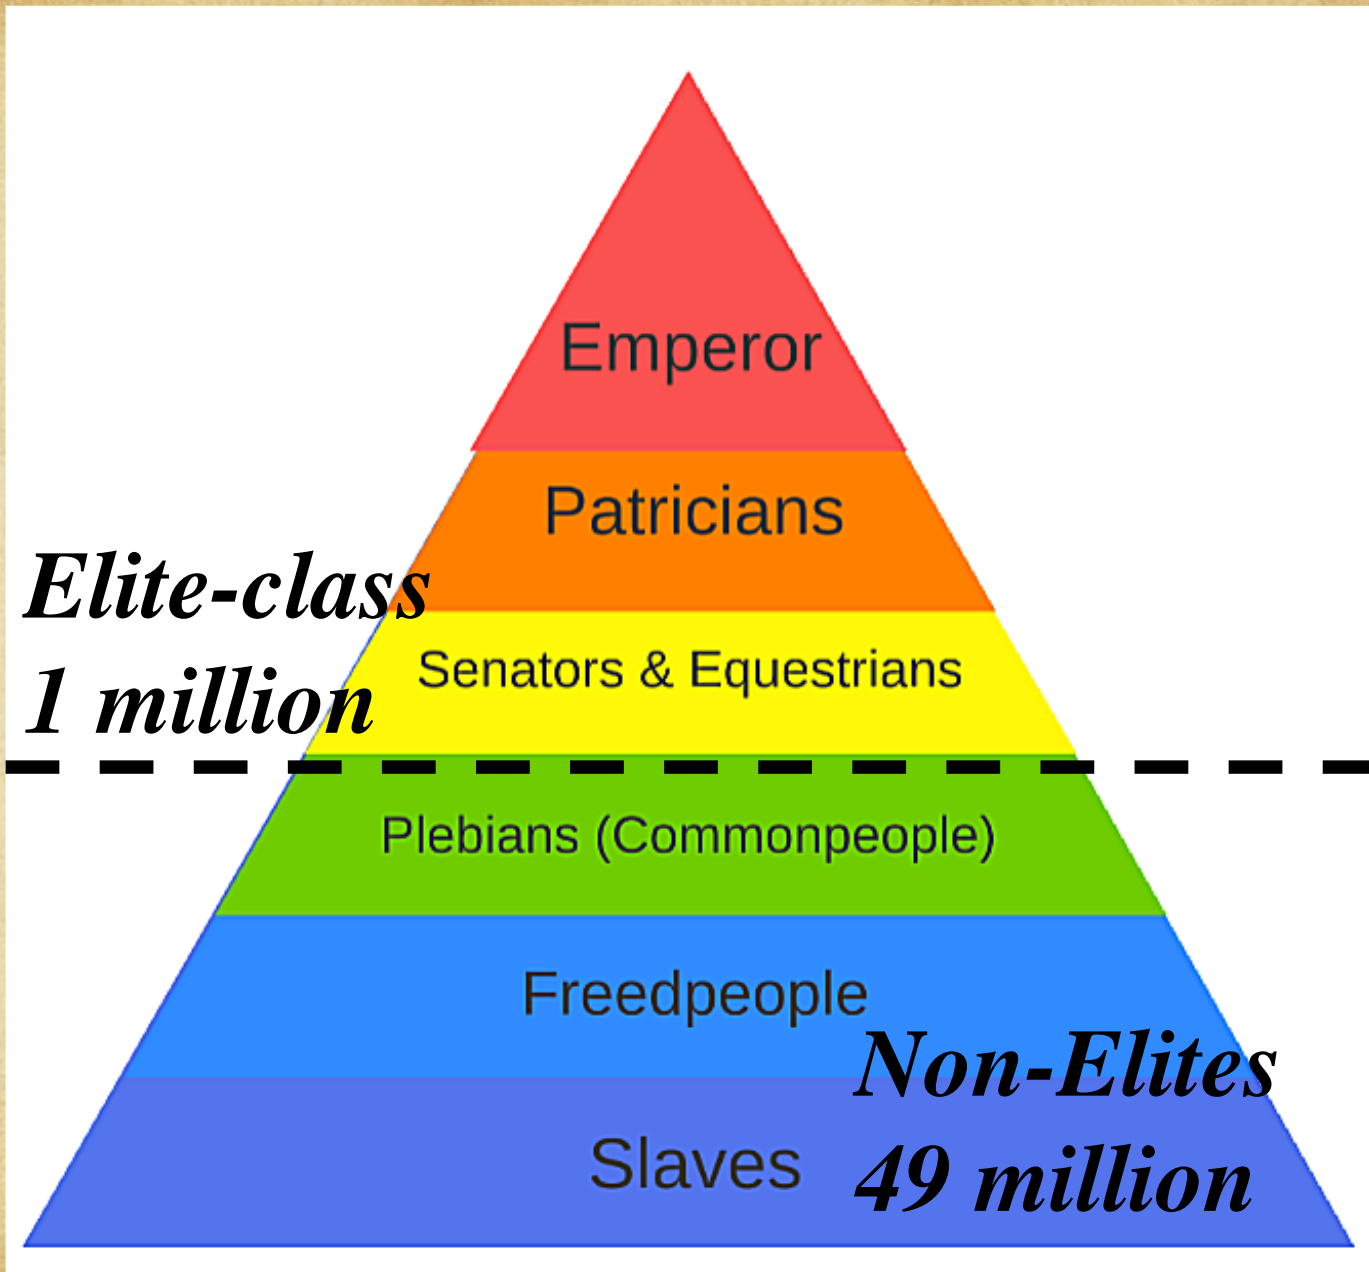 Emperor
Patricians
Elite-class
Senators & Equestrians
1 million
Plebians (Commonpeople)
Freedpeople
Non-Elites
Slaves
49 million